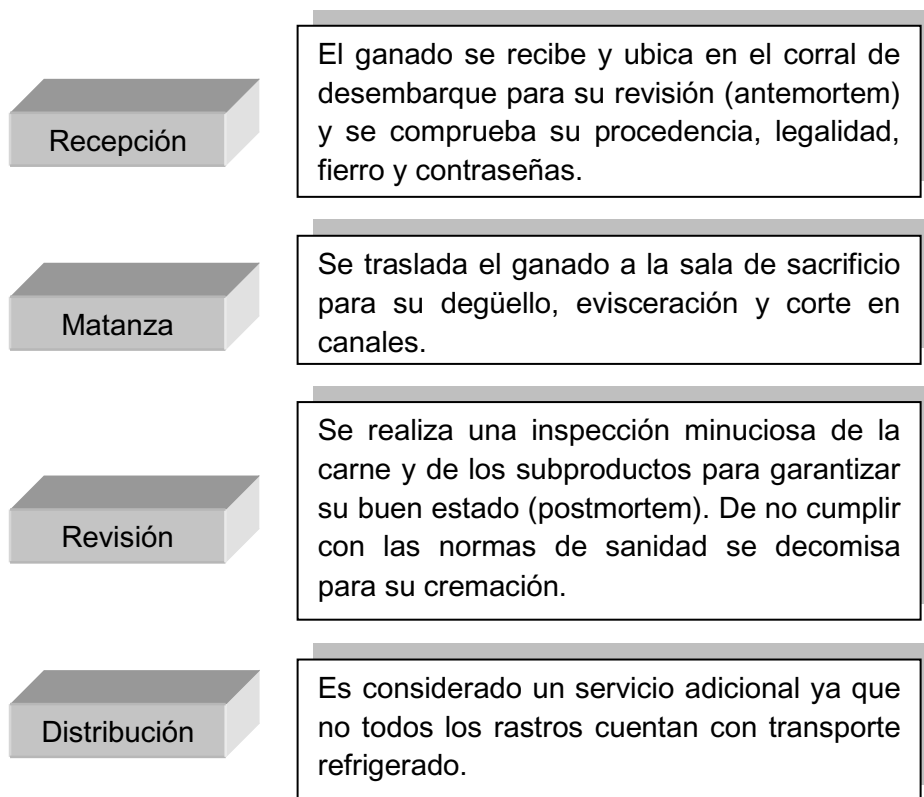 Recepción
El ganado se recibe y ubica en el corral de
desembarque para su revisión (antemortem)
y se comprueba su procedencia, legalidad,
fierro y contraseñas.
Matanza
Se traslada el ganado a la sala de sacrificio
para su degüello, evisceración y corte en
canales.
Revisión
Se realiza una inspección minuciosa de la
carne y de los subproductos para garantizar
su buen estado (postmortem). De no cumplir
con las normas de sanidad se decomisa
para su cremación.
Distribución
Es considerado un servicio adicional ya que
no todos los rastros cuentan con transporte
refrigerado.